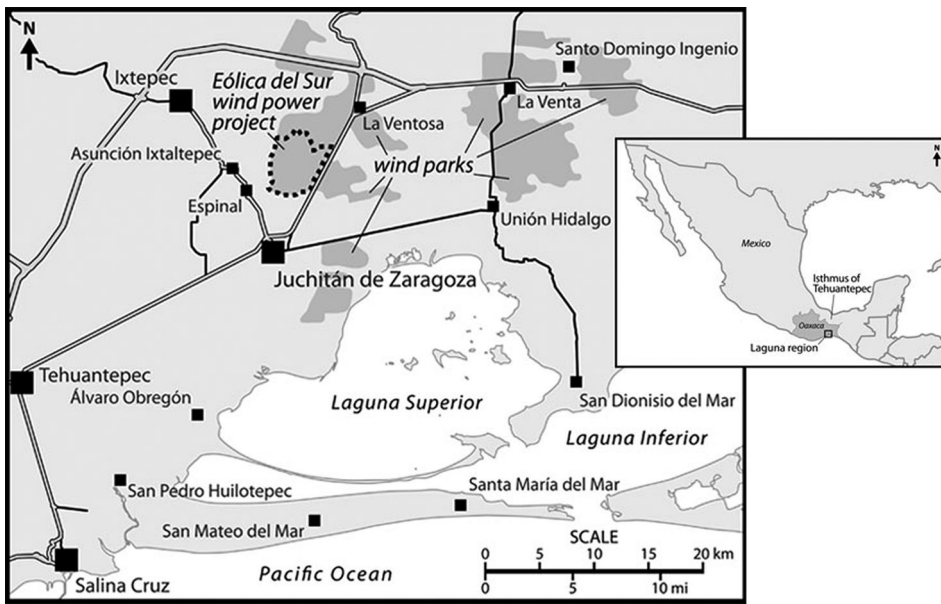 N
Ixtepec
Eólica del Sur
wind power
project
Santo Domingo Ingenio
La Venta
La Ventosa
Asunción Ixtaltepec
wind parks
Espinal
Unión Hidalgo
Juchitán de Zaragoza
Tehuantepec
Álvaro Obregón
Laguna Superior
San Dionisio del Mar
Laguna Inferior
San Pedro Huilotepec
Santa María del Mar
San Mateo del Mar
Salina Cruz
Pacific Ocean
SCALE
0 5 10 15 20 km
0 5 10 mi
N
Mexico
Isthmus of
Tehuantepec
Oaxaca
Laguna region